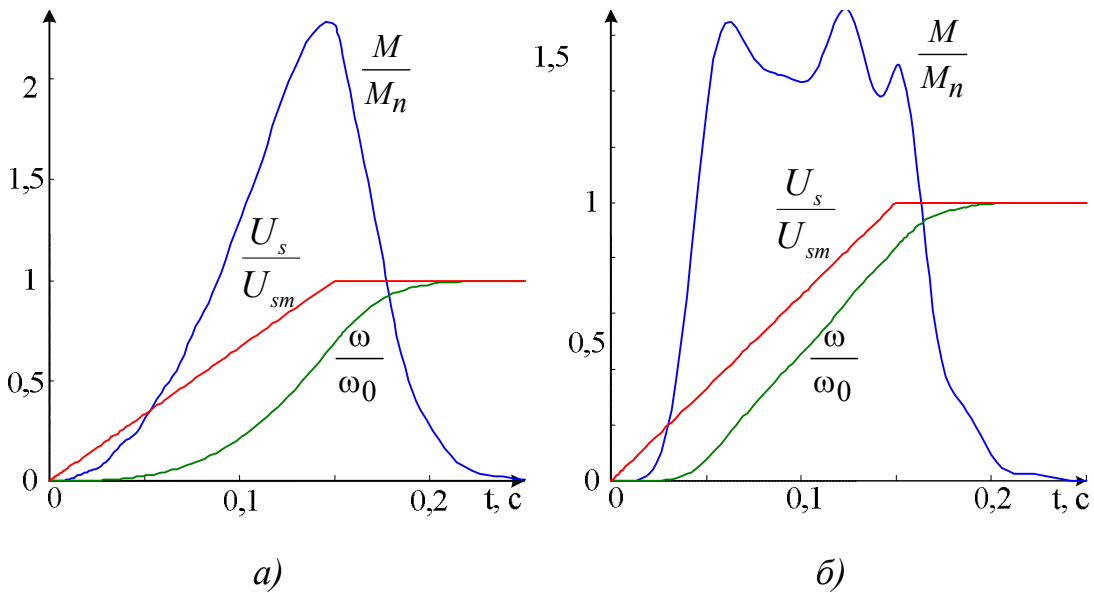 2
1,5
1
0,5
0
0
0,1
0,2
t, c
M/M_n
U_s/U_sm
ω/ω_0
a)
1,5
1
0,5
0
0
0,1
0,2
t, c
M/M_n
U_s/U_sm
ω/ω_0
б)